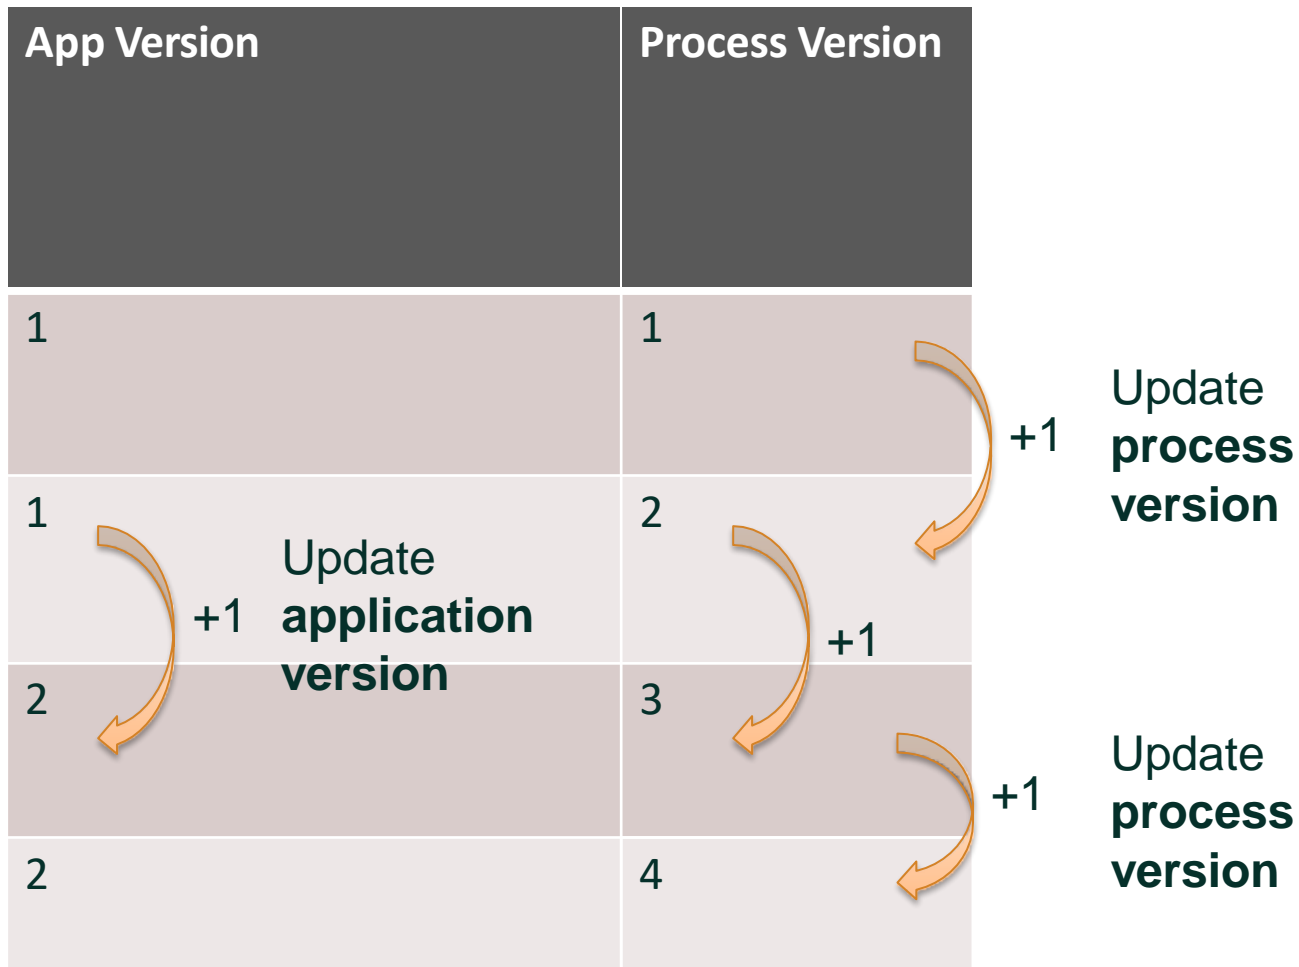 App Version
Process Version
1
1
+1
Update
process
version
1
2
+1
Update
application
version
+1
2
3
+1
Update
process
version
2
4